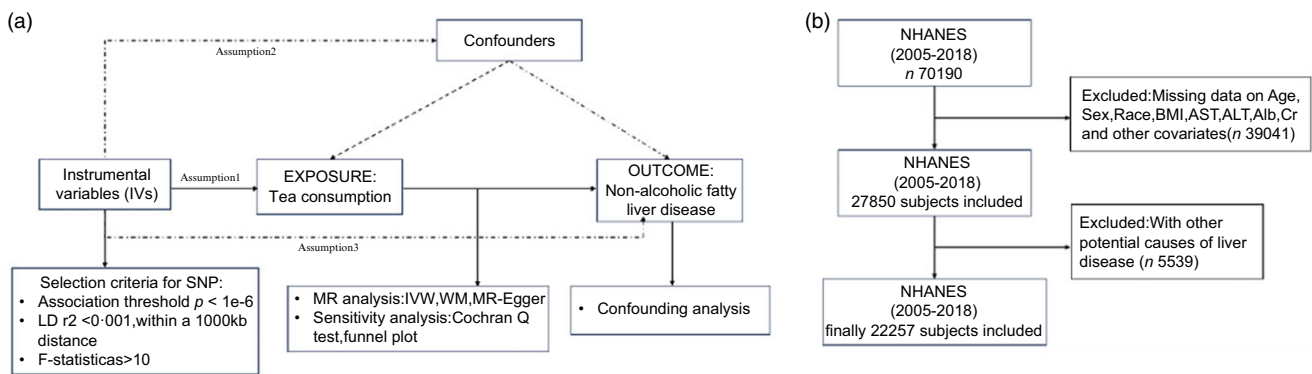 (a)
Confounders
Assumption2
Instrumental
variables (IVs)
Assumption1
EXPOSURE:
Tea consumption
OUTCOME:
Non-alcoholic fatty
liver disease
Assumption3
Selection criteria for SNP:
• Association threshold p < 1e-6
• LD r2 <0·001,within a 1000kb
distance
• F-statisticas>10
• MR analysis:IVW,WM,MR-Egger
• Sensitivity analysis:Cochran Q
test,funnel plot
• Confounding analysis
(b)
NHANES
(2005-2018)
n 70190
Excluded:Missing data on Age,
Sex,Race,BMI,AST,ALT,Alb,Cr
and other covariates(n 39041)
NHANES
(2005-2018)
27850 subjects included
Excluded:With other
potential causes of liver
disease (n 5539)
NHANES
(2005-2018)
finally 22257 subjects included